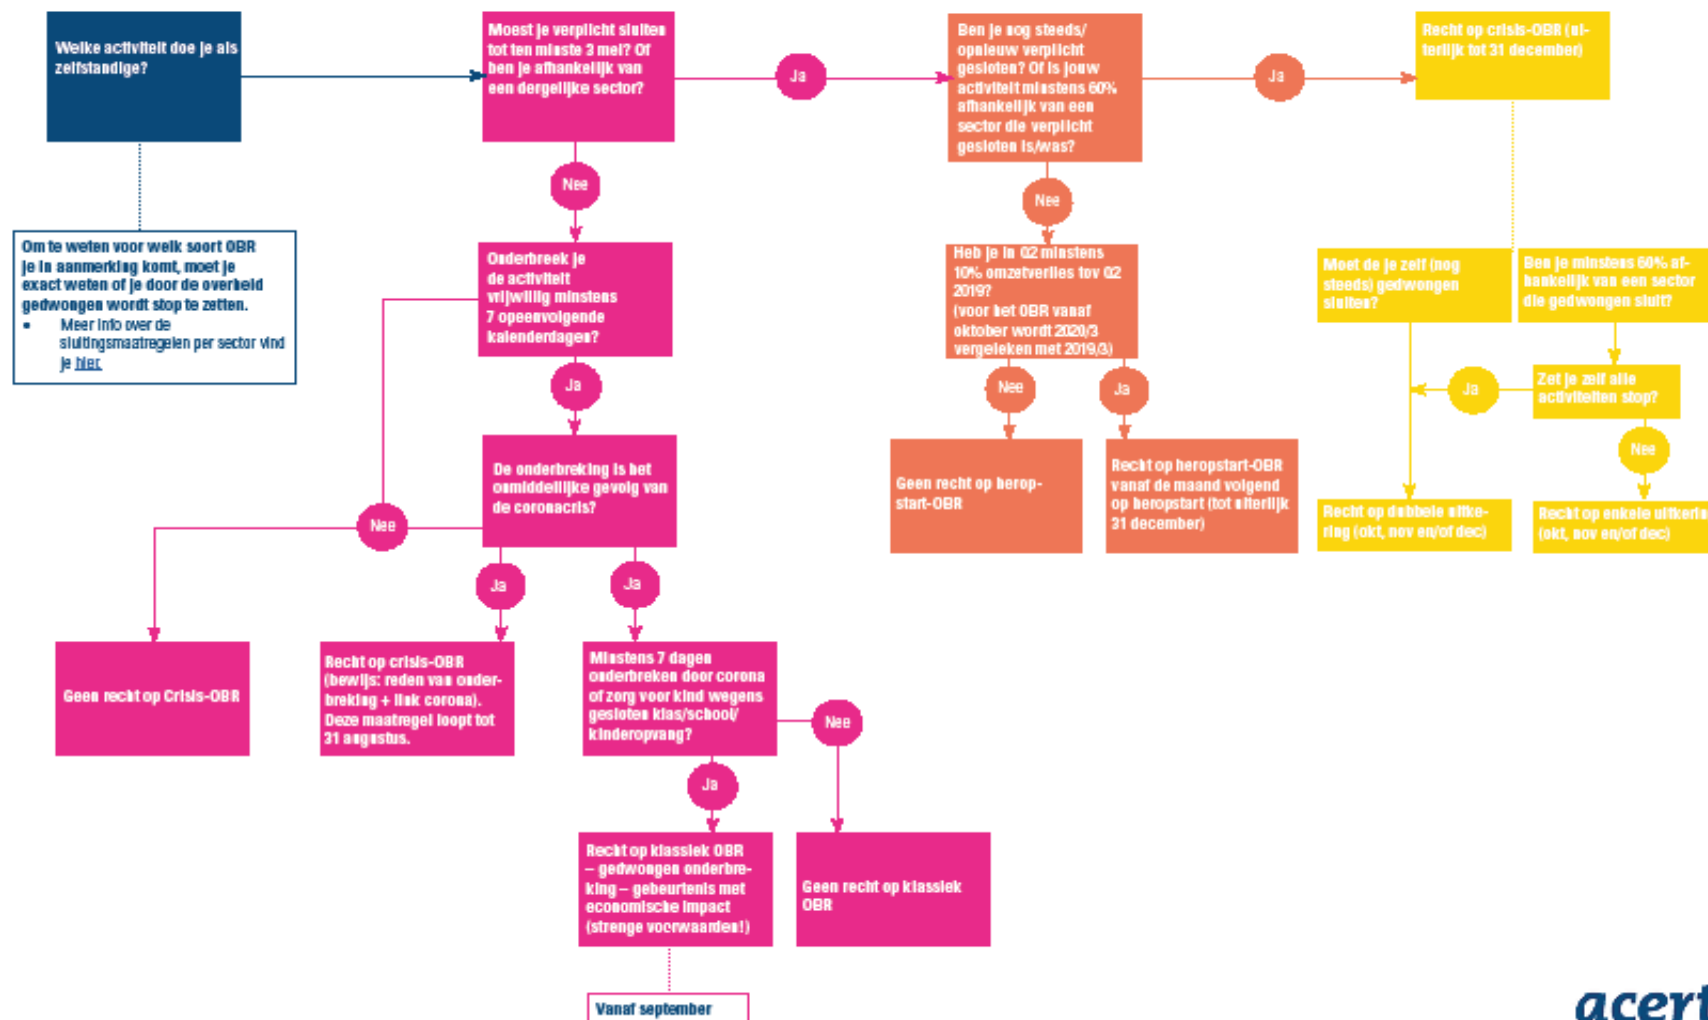 Welke activiteit doe je als
zelfstandige?
Om te weten voor welk soort OBR
je in aanmerking komt, moet je
exact weten of je door de overheid
gedwongen wordt stop te zetten.
• Meer info over de
sluitingsmaatregelen per sector vind
je hier.
Moest je verplicht sluiten
tot ten minste 3 mei? Of
ben je afhankelijk van
een dergelijke sector?
Ja
Nee
Onderbreek je
de activiteit
vrijwillig minstens
7 opeenvolgende
kalenderdagen?
Ja
De onderbreking is het
onmiddellijke gevolg van
de coronacris?
Nee
Ja
Ja
Geen recht op Crisis-OBR
Recht op crisis-OBR
(bewijs: reden van onder-
breking + link corona).
Deze maatregel loopt tot
31 augustus.
Minstens 7 dagen
onderbreken door corona
of zorg voor kind wegens
gesloten klas/school/
kinderopvang?
Nee
Ja
Recht op klassiek OBR
– gedwongen onderbre-
king – gebeurtenis met
economische impact
(strenge voorwaarden!)
Geen recht op klassiek
OBR
Vanaf september
Ben je nog steeds/
opnieuw verplicht
gesloten? Of is jouw
activiteit minstens 60%
afhankelijk van een
sector die verplicht
gesloten is/was?
Ja
Nee
Heb je in Q2 minstens
10% omzetverlies tov Q2
2019?
(voor het OBR vanaf
oktober wordt 2020/3
vergeleken met 2019/3)
Nee
Ja
Geen recht op herop-
start-OBR
Recht op heropstart-OBR
vanaf de maand volgend
op heropstart (tot uiterlijk
31 december)
Recht op crisis-OBR (ui-
terlijk tot 31 december)
Moet de je zelf (nog
steeds) gedwongen
sluiten?
Ben je minstens 60% af-
hankelijk van een sector
die gedwongen sluit?
Zet je zelf alle
activiteiten stop?
Ja
Nee
Recht op dubbele uitke-
ring (okt, nov en/of dec)
Recht op enkele uitkerin
(okt, nov en/of dec)
acert